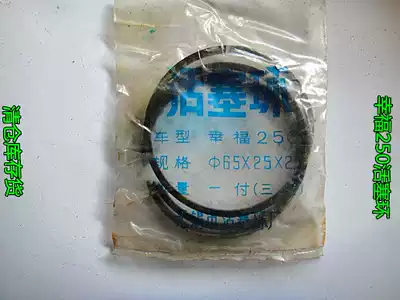 清仓库存货
活塞环
车型 幸福25
规格 Φ65X25X2
量 一付(三
幸福250活塞环